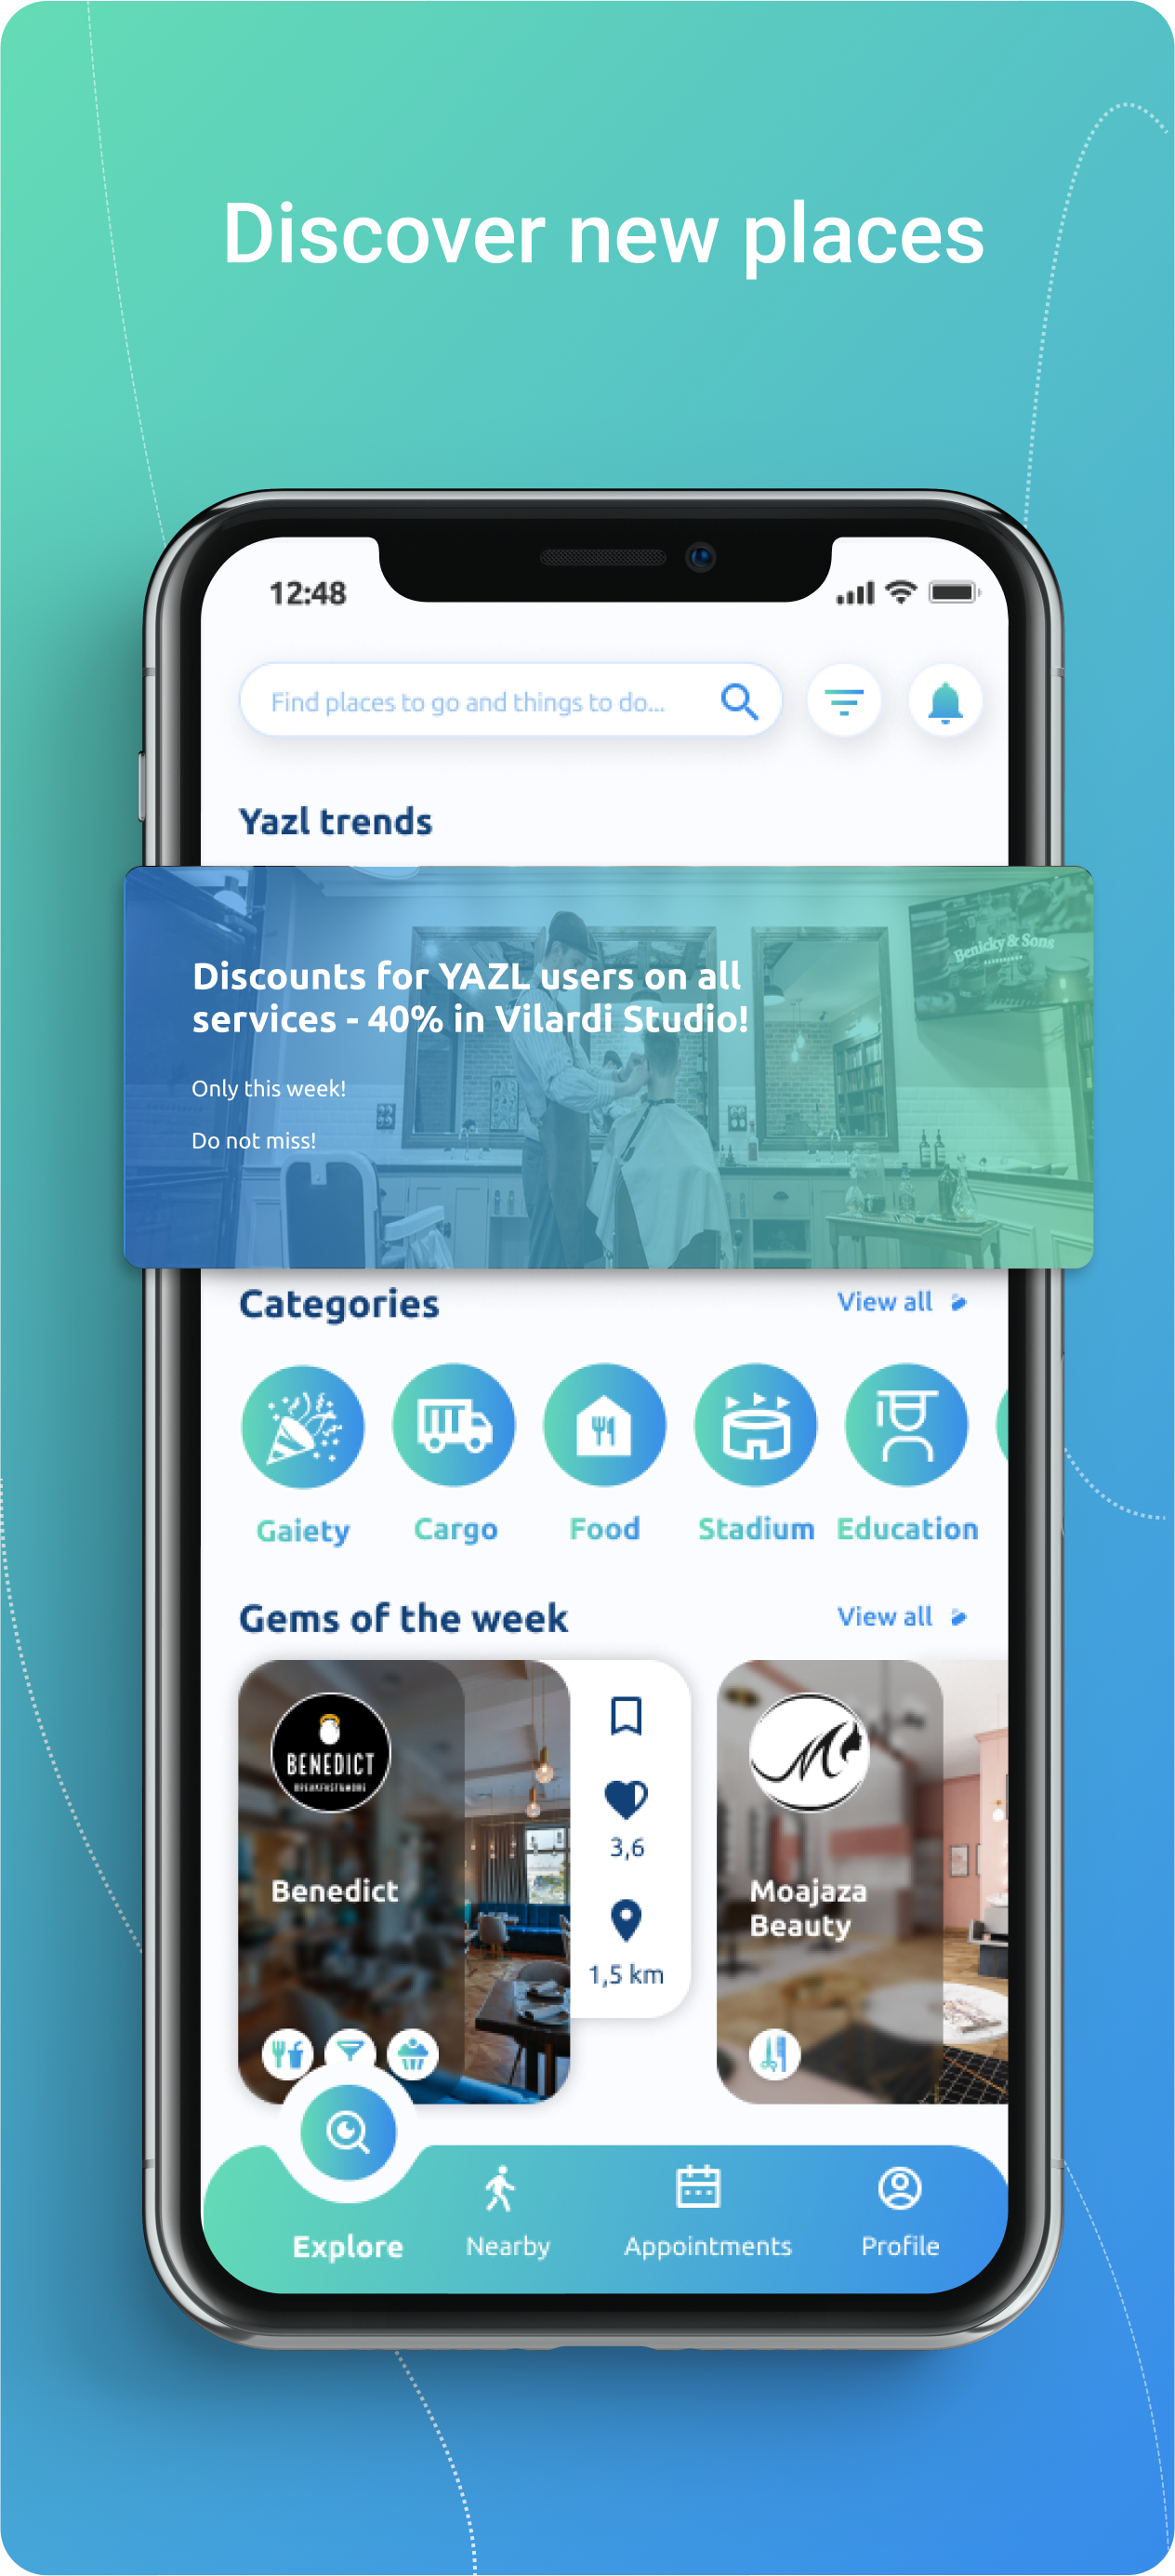 Discover new places
12:48
Find places to go and things to do...
Yazl trends
Benicky & Sons
Discounts for YAZL users on all
services - 40% in Vilardi Studio!
Only this week!
Do not miss!
Categories
View all
Gaiety
Cargo
Food
Stadium
Education
Gems of the week
View all
BENEDICT
BREAKFAST&MORE
M
3,6
Benedict
Moajaza
Beauty
1,5 km
Explore
Nearby
Appointments
Profile